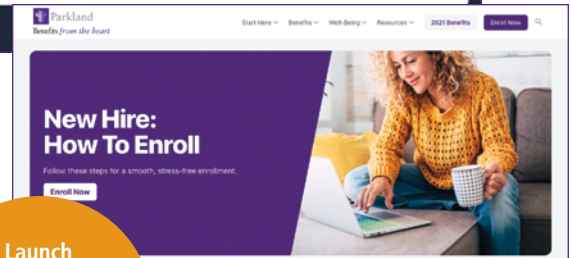 Parkland
Benefits from the heart
Start Here
Benefits
Well-Being
Resources
2021 Benefits
Enroll Now
New Hire:
How To Enroll
Follow these steps for a smooth, stress-free enrollment.
Enroll Now
Launch